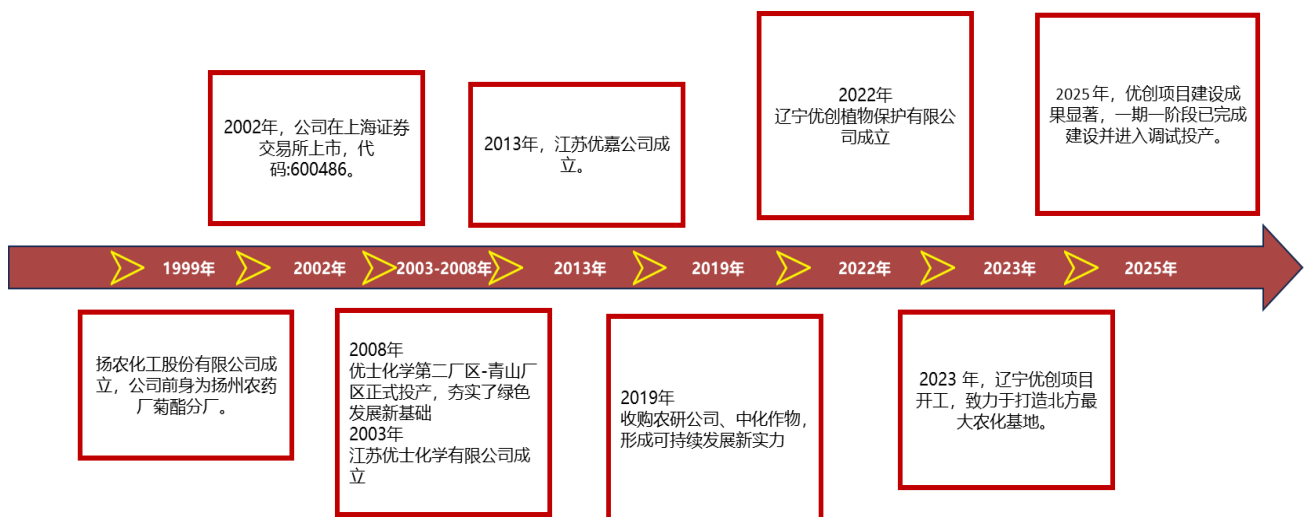 2002年，公司在上海证券
交易所上市，代
码:600486。
2013年，江苏优嘉公司成
立。
2022年
辽宁优创植物保护有限公
司成立
2025年，优创项目建设成
果显著，一期一阶段已完成
建设并进入调试投产。
1999年
2002年
2003-2008年
2013年
2019年
2022年
2023年
2025年
扬农化工股份有限公司成
立，公司前身为扬州农药
厂菊酯分厂。
2008年
优士化学第二厂区-青山厂
区正式投产，夯实了绿色
发展新基础
2003年
江苏优士化学有限公司成
立
2019年
收购农研公司、中化作物，
形成可持续发展新实力
2023 年，辽宁优创项目
开工，致力于打造北方最
大农化基地。